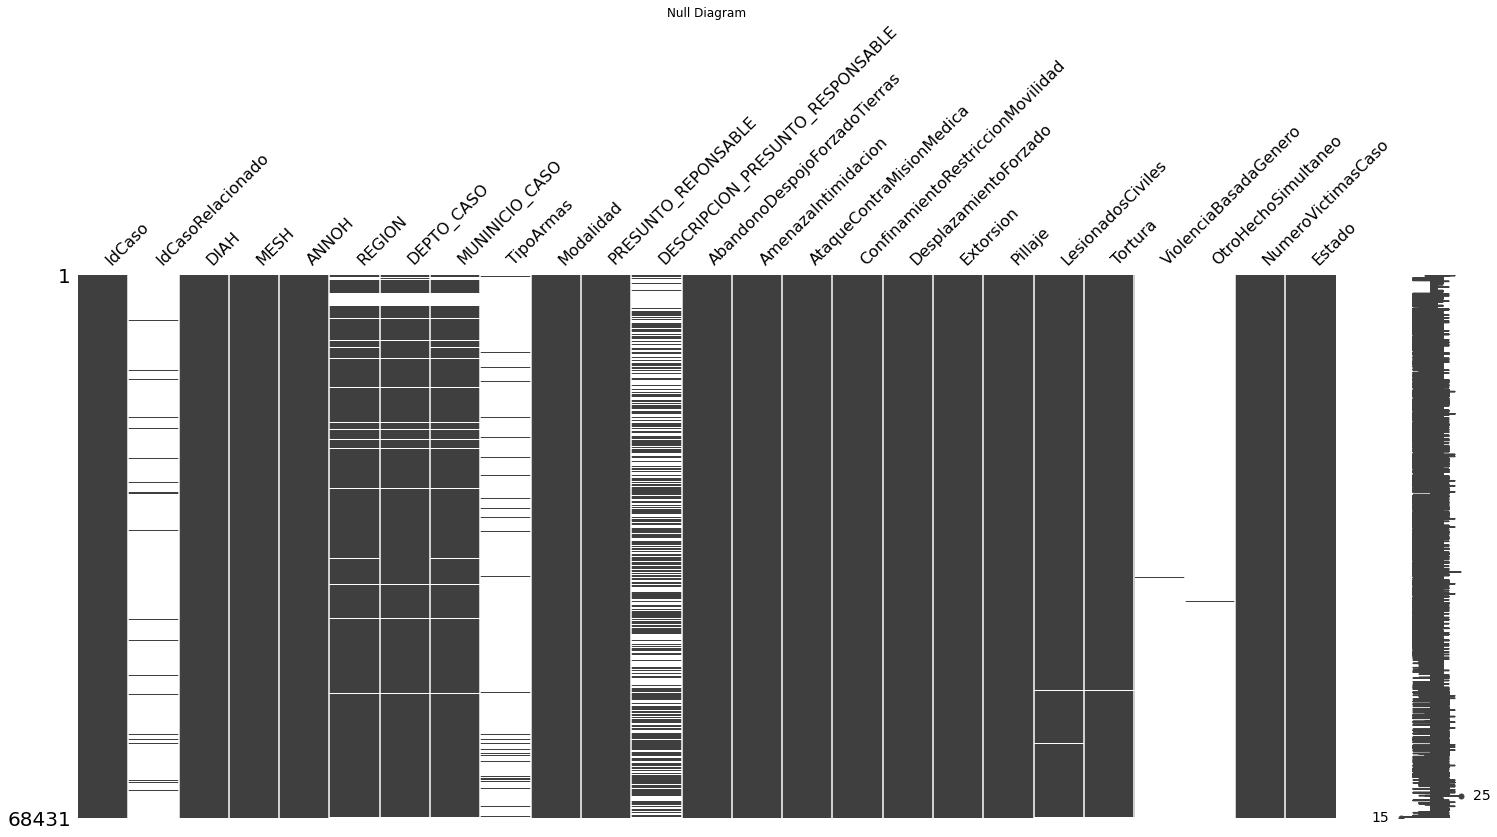 Null Diagram
IdCaso
IdCasoRelacionado
DIAH
MESH
ANNOH
REGION
DEPTO_CASO
MUNINICIO_CASO
TipoArmas
Modalidad
PRESUNTO_REPONSABLE
DESCRIPCION_PRESUNTO_RESPONSABLE
AbandonoDespojoForzadoTierras
AmenazaIntimidacion
AtaqueContraMisionMedica
ConfinamientoRestriccionMovilidad
DesplazamientoForzado
Extorsion
Pillaje
LesionadosCiviles
Tortura
ViolenciaBasadaGenero
OtroHechoSimultaneo
NumeroVictimasCaso
Estado
1
25
15
68431